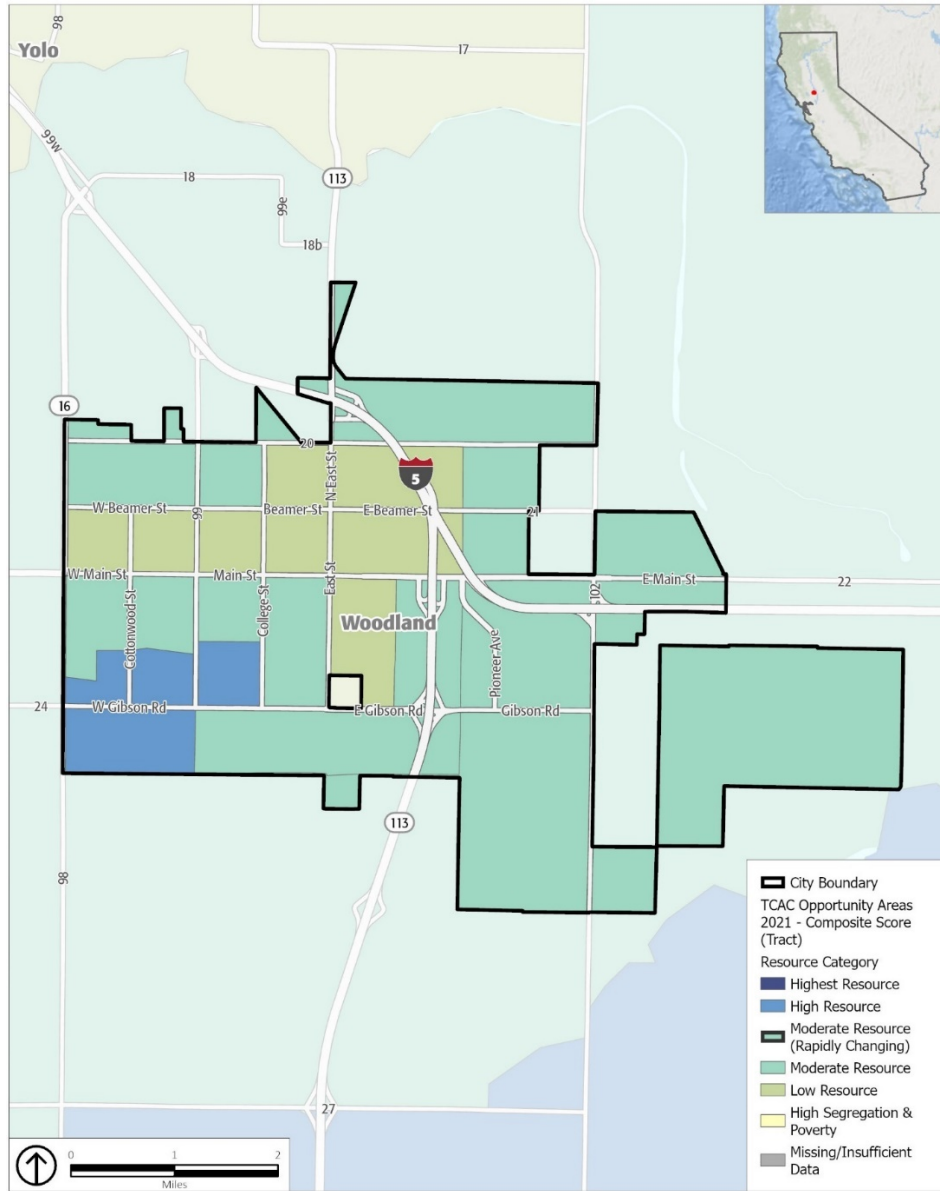 98
Yolo
17
99w
113
18
99e
18b
16
20
N East St
5
W Beamer St
99
Beamer St
E Beamer St
21
W Main St
Main St
East St
E Main St
22
102
Cottonwood St
College St
Woodland
Pioneer Ave
24
W Gibson Rd
E Gibson Rd
Gibson Rd
113
98
27
City Boundary
TCAC Opportunity Areas
2021 - Composite Score
(Tract)
Resource Category
Highest Resource
High Resource
Moderate Resource
(Rapidly Changing)
Moderate Resource
Low Resource
High Segregation &
Poverty
Missing/Insufficient
Data
0 1 2
Miles